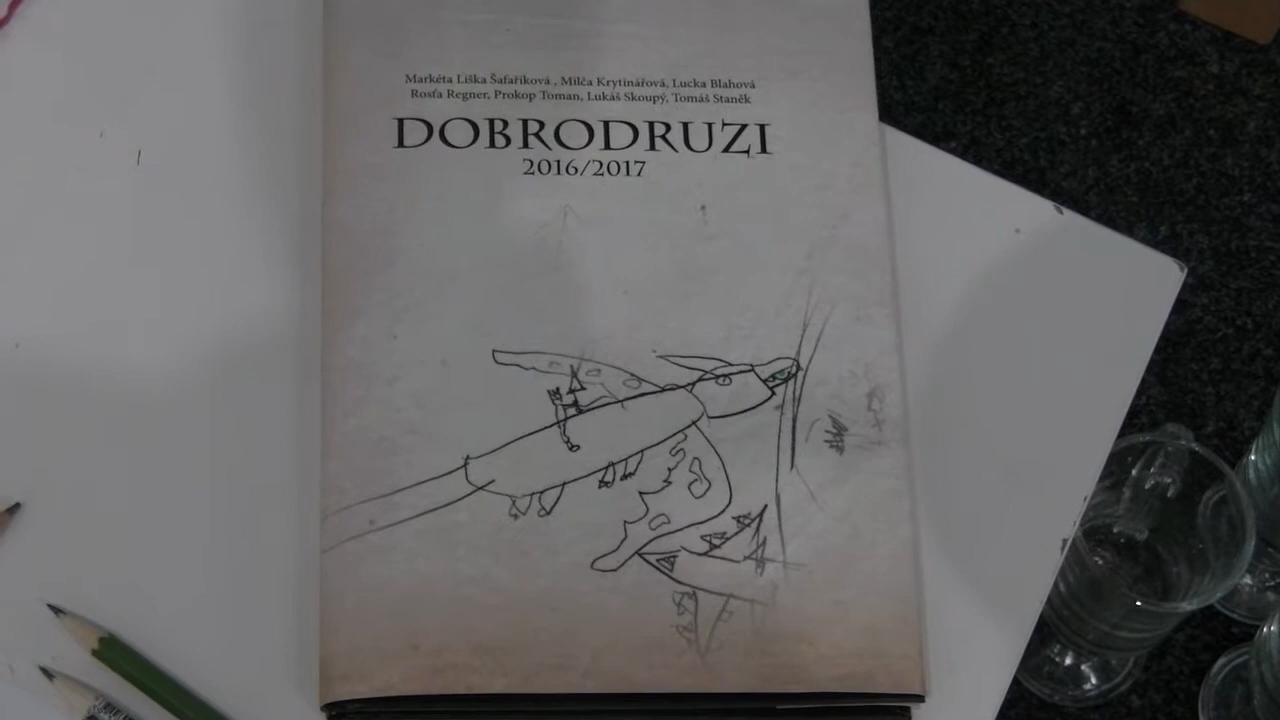 Markéta Liška Šafaříková , Milča Krytinářová, Lucka Blahová
Rosťa Regner, Prokop Toman, Lukáš Skoupý, Tomáš Staněk
DOBRODRUZI
2016/2017